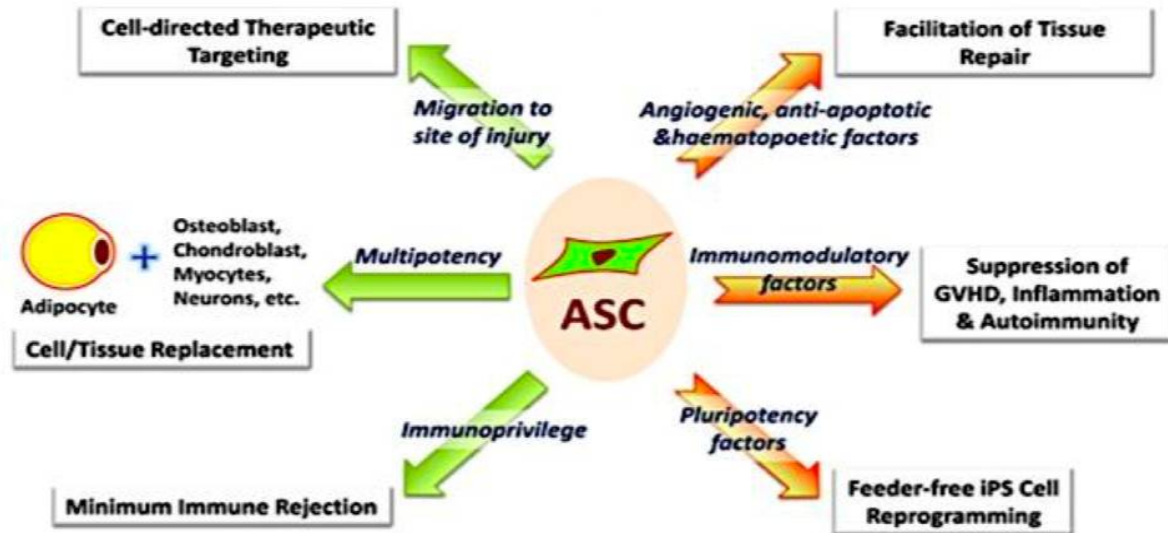 Cell-directed Therapeutic
Targeting
Facilitation of Tissue
Repair
Migration to
site of injury
Angiogenic, anti-apoptotic
&haematopoetic factors
Osteoblast,
Chondroblast,
Myocytes,
Neurons, etc.
+
Adipocyte
Cell/Tissue Replacement
Multipotency
ASC
Immunomodulatory
factors
Suppression of
GVHD, Inflammation
& Autoimmunity
Immunoprivilege
Pluripotency
factors
Minimum Immune Rejection
Feeder-free iPS Cell
Reprogramming